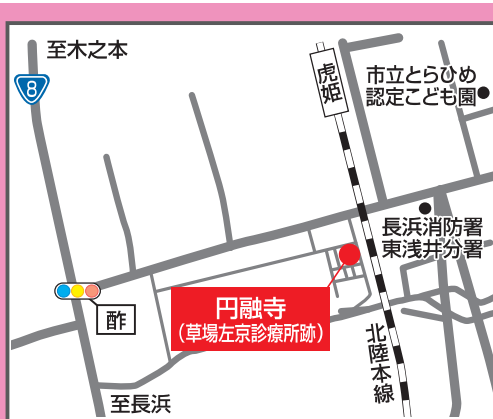 至木之本
8
虎姫
市立とらひめ
認定こども園
長浜消防署
東浅井分署
円融寺
（草場左京診療所跡）
酢
北陸本線
至長浜